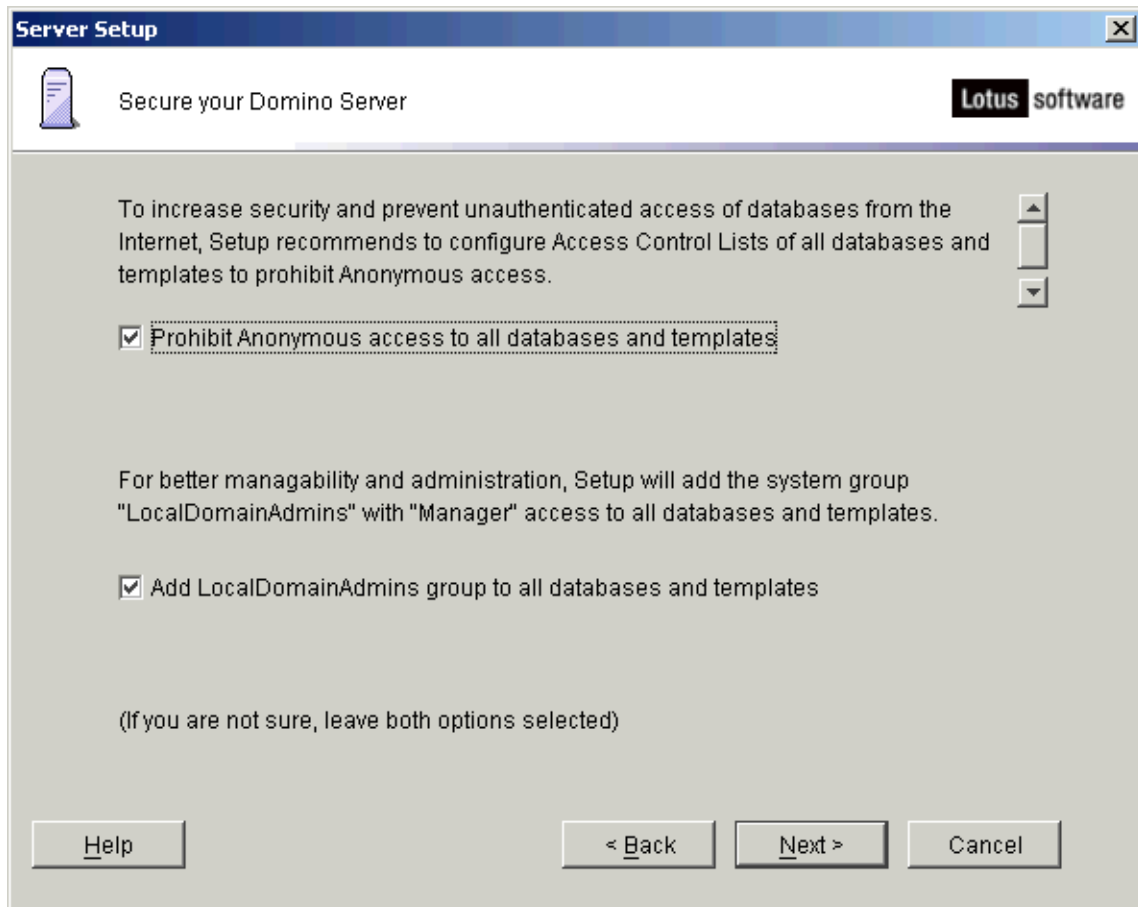 Server Setup
Secure your Domino Server
Lotus software
To increase security and prevent unauthenticated access of databases from the
Internet, Setup recommends to configure Access Control Lists of all databases and
templates to prohibit Anonymous access.
Prohibit Anonymous access to all databases and templates
For better managability and administration, Setup will add the system group
"LocalDomainAdmins" with "Manager" access to all databases and templates.
Add LocalDomainAdmins group to all databases and templates
(If you are not sure, leave both options selected)
Help < Back Next > Cancel